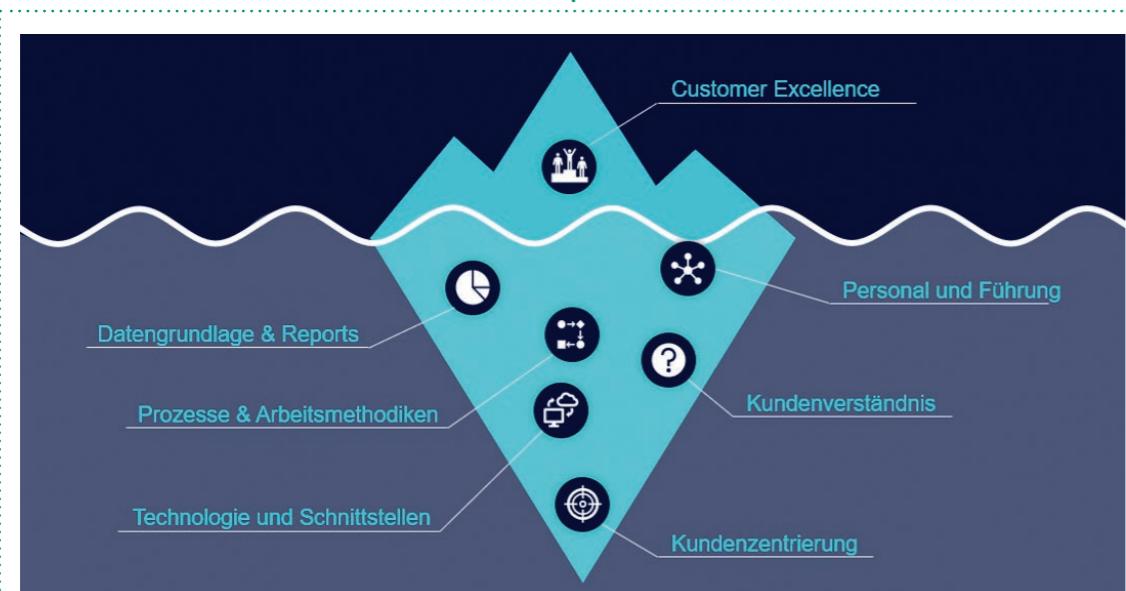 Customer Excellence
Personal und Führung
Datengrundlage & Reports
Kundenverständnis
Prozesse & Arbeitsmethodiken
Technologie und Schnittstellen
Kundenzentrierung